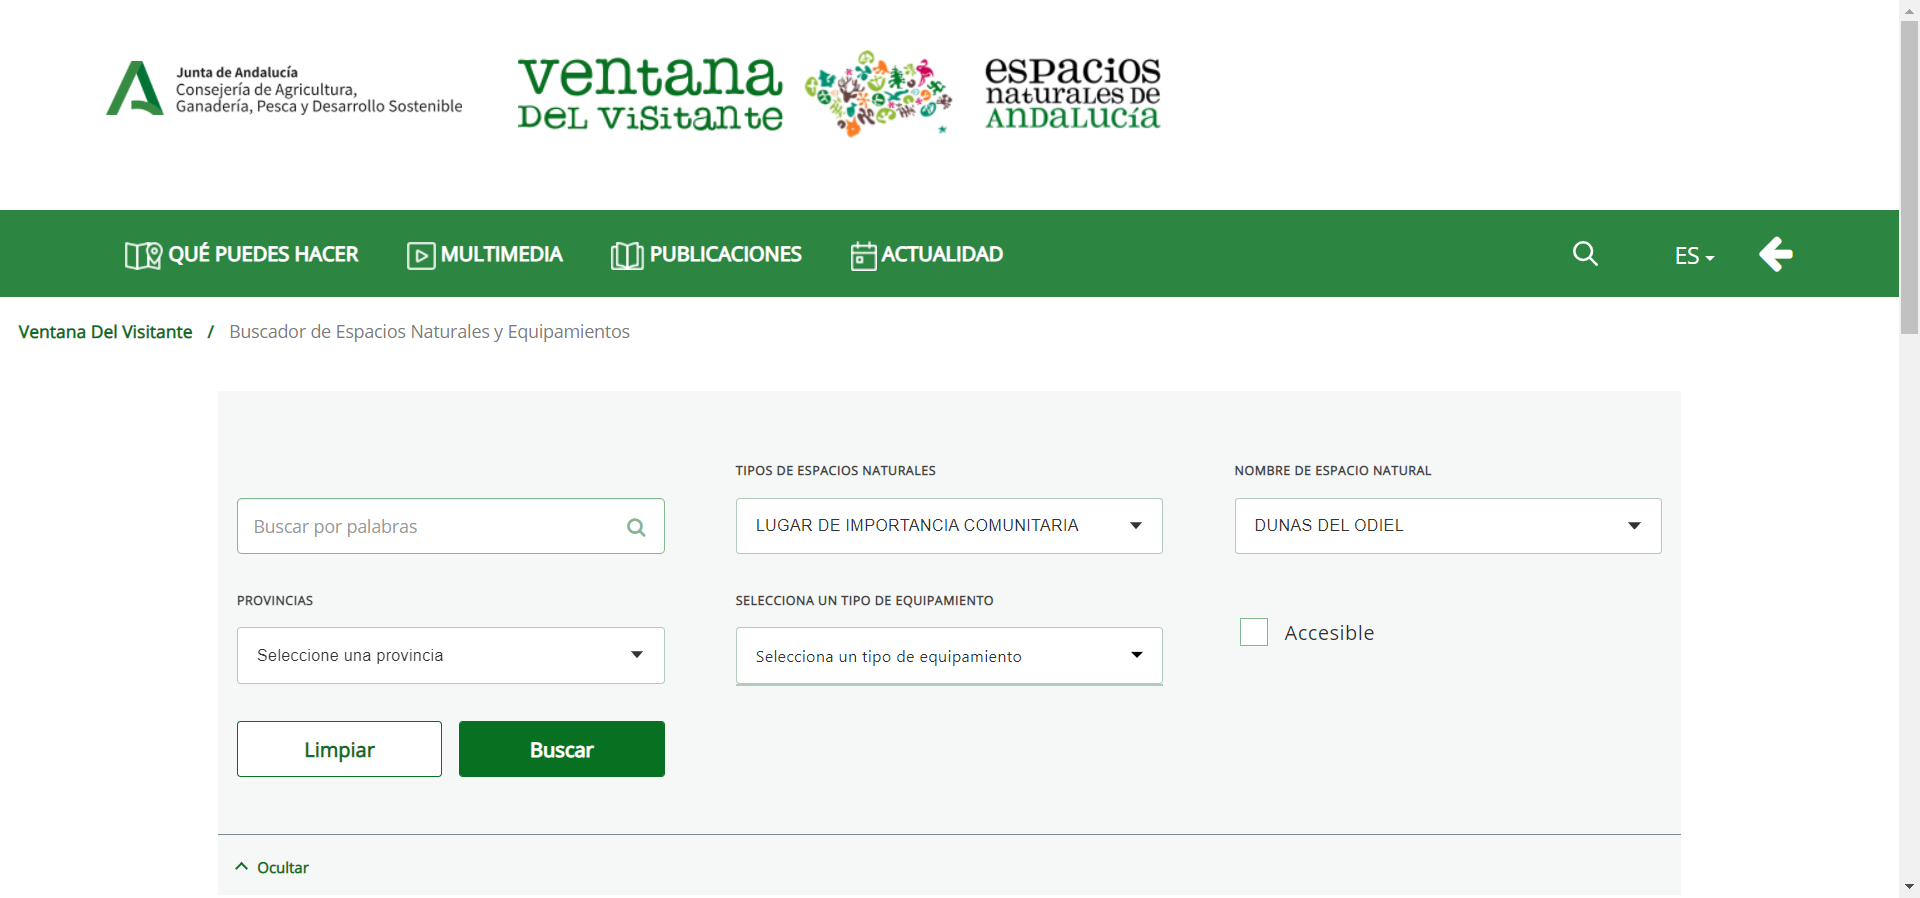 Junta de Andalucía
Consejería de Agricultura,
Ganadería, Pesca y Desarrollo Sostenible
ventana
DEL VISITANTE
ESPACIOS
NATURALES DE
ANDALUCÍA
QUÉ PUEDES HACER
MULTIMEDIA
PUBLICACIONES
ACTUALIDAD
ES
Ventana Del Visitante / Buscador de Espacios Naturales y Equipamientos
TIPOS DE ESPACIOS NATURALES
NOMBRE DE ESPACIO NATURAL
Buscar por palabras
LUGAR DE IMPORTANCIA COMUNITARIA
DUNAS DEL ODIEL
PROVINCIAS
SELECCIONA UN TIPO DE EQUIPAMIENTO
Seleccione una provincia
Selecciona un tipo de equipamiento
Accesible
Limpiar
Buscar
Ocultar